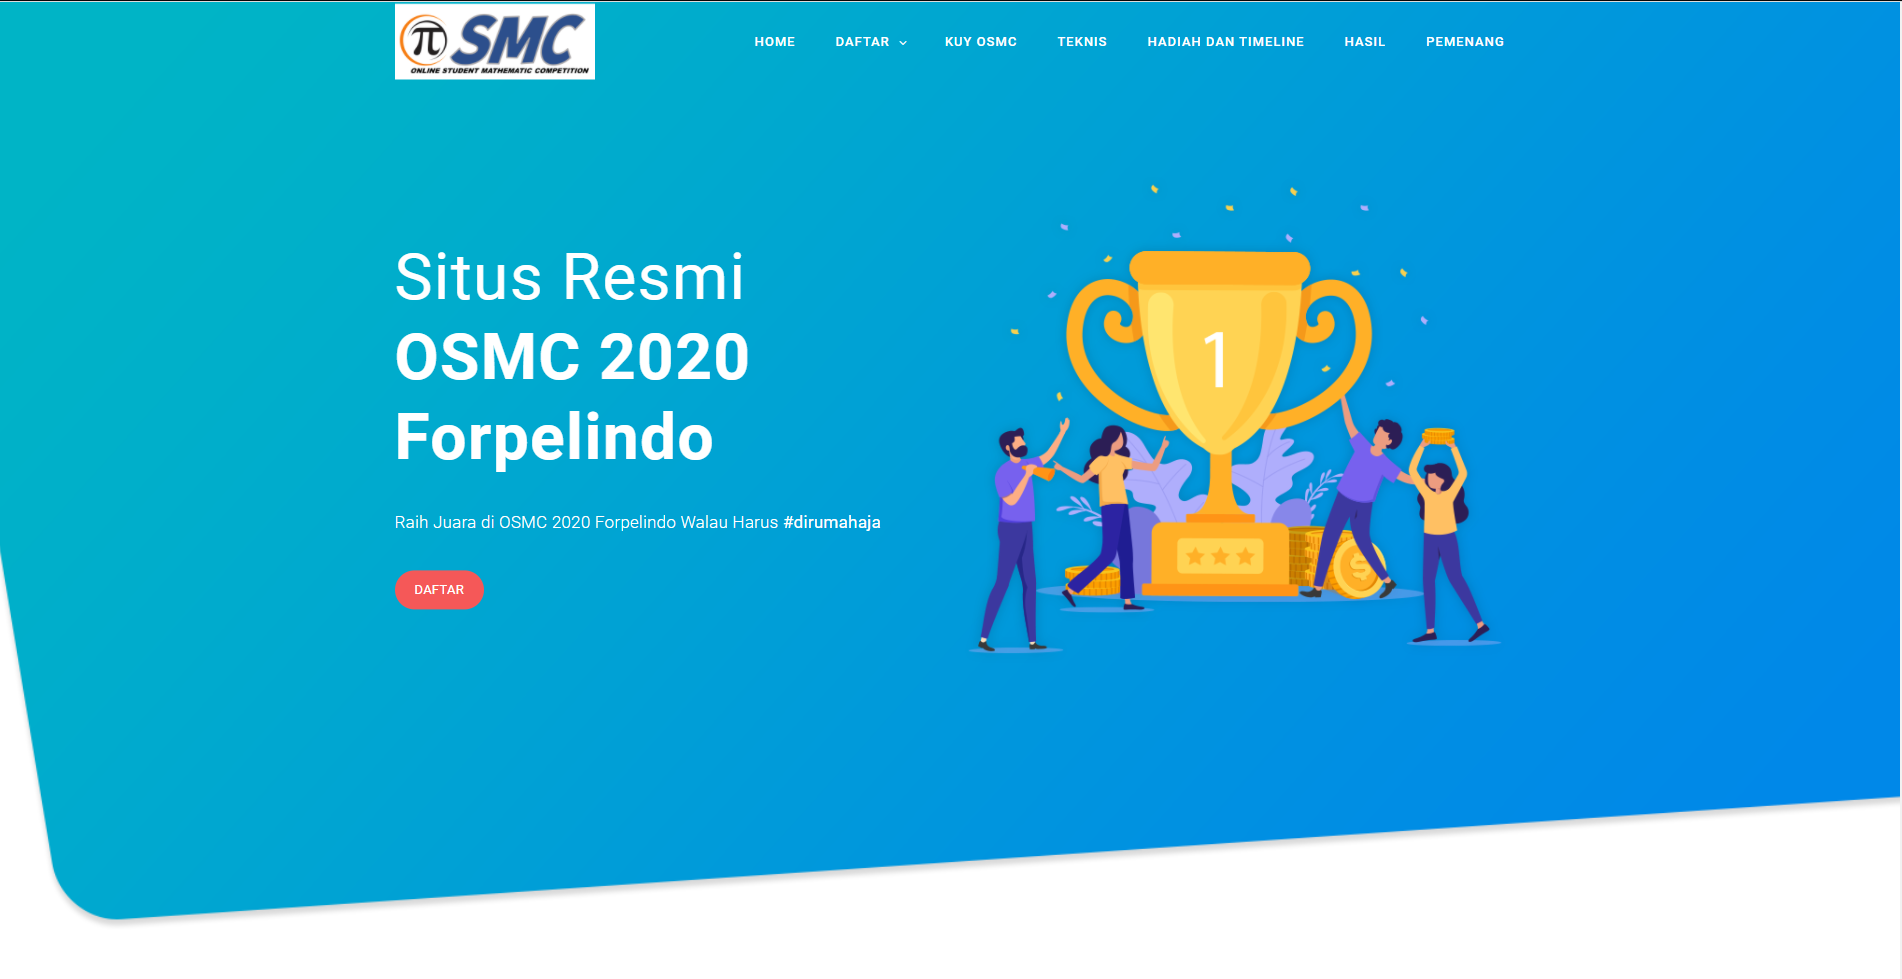 π SMC
ONLINE STUDENT MATHEMATIC COMPETITION
HOME DAFTAR KUY OSMC TEKNIS HADIAH DAN TIMELINE HASIL PEMENANG
Situs Resmi
OSMC 2020
Forpelindo
Raih Juara di OSMC 2020 Forpelindo Walau Harus #dirumahaja
DAFTAR
1
$